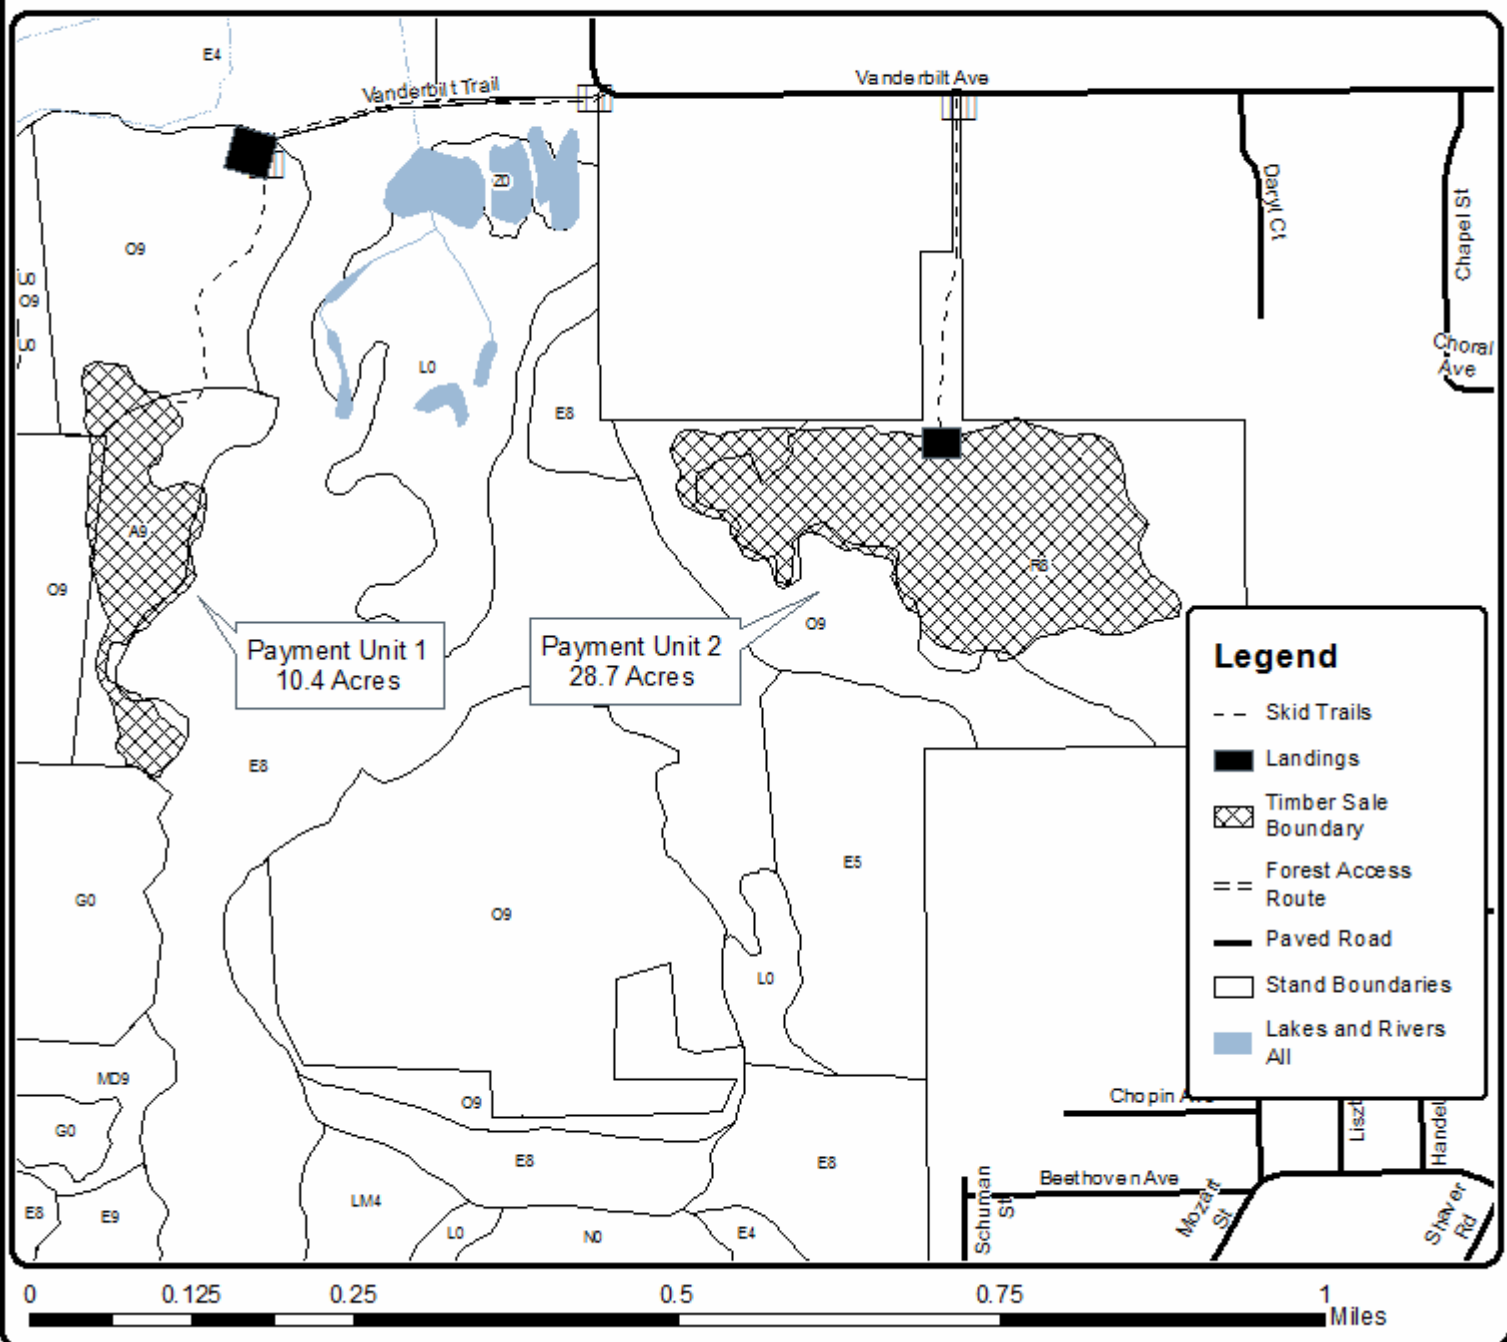 E4
Vanderbilt Trail
Vanderbilt Ave
Z0
Daryl Ct
Chapel St
O9
U0
O9
U0
Choral
Ave
L0
E8
A9
R8
O9
O9
Payment Unit 1
10.4 Acres
Payment Unit 2
28.7 Acres
E8
E5
G0
O9
L0
MD9
O9
G0
E8
E8
LM4
E8
E9
L0
N0
E4
Legend
Skid Trails
Landings
Timber Sale
Boundary
Forest Access
Route
Paved Road
Stand Boundaries
Lakes and Rivers
All
Chopin
Liszt
Handel
Beethoven Ave
Schuman
St
Mozart
St
Shaver
Rd
0 0.125 0.25 0.5 0.75 1
Miles